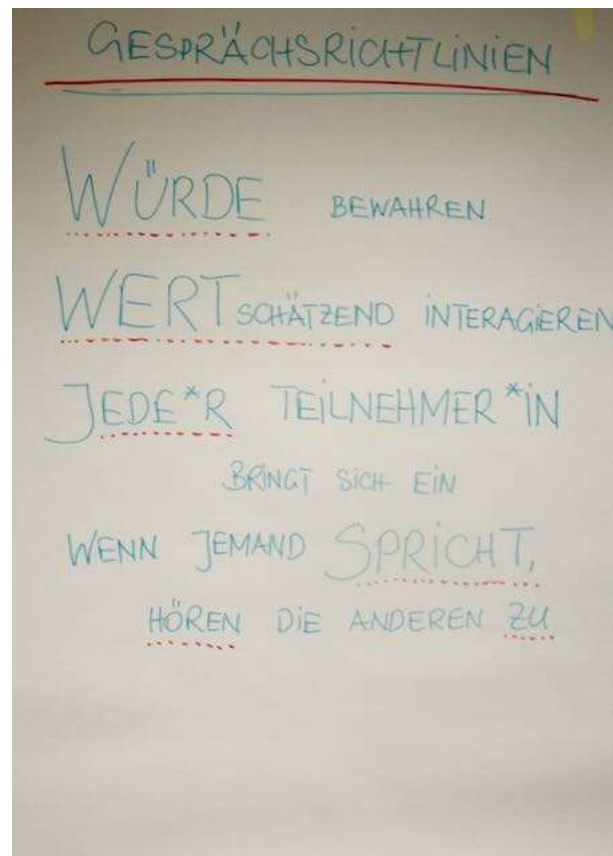 GESPRÄCHSRICHTLINIEN
WÜRDE BEWAHREN
WERTSCHÄTZEND INTERAGIEREN
JEDE*R TEILNEHMER*IN
BRINGT SICH EIN
WENN JEMAND SPRICHT,
HÖREN DIE ANDEREN ZU